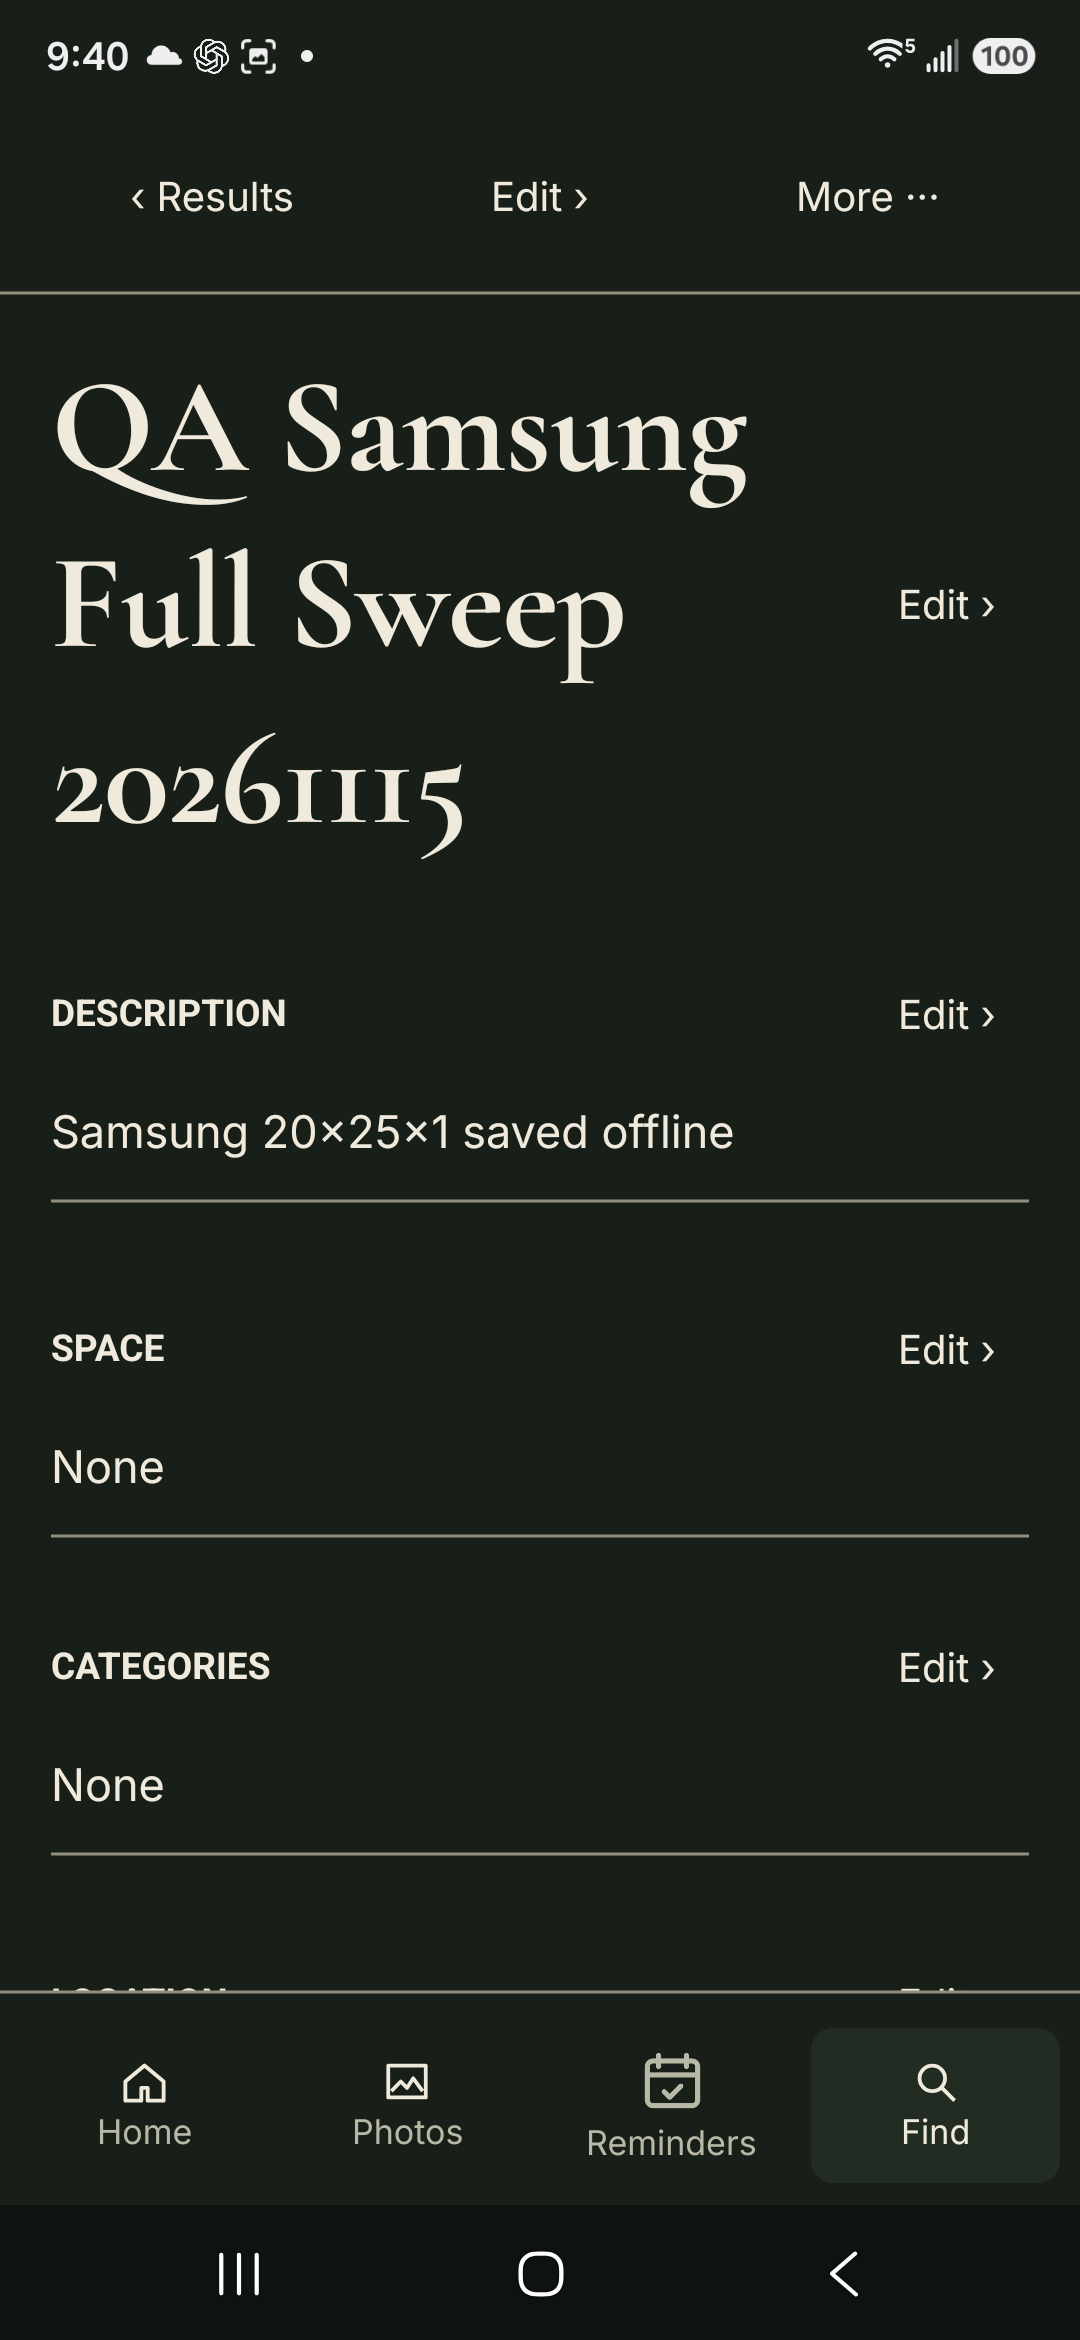 9:40
5
100
‹ Results
Edit ›
More ···
QA Samsung
Full Sweep
20261115
Edit ›
DESCRIPTION
Edit ›
Samsung 20×25×1 saved offline
SPACE
Edit ›
None
CATEGORIES
Edit ›
None
Home
Photos
Reminders
Find